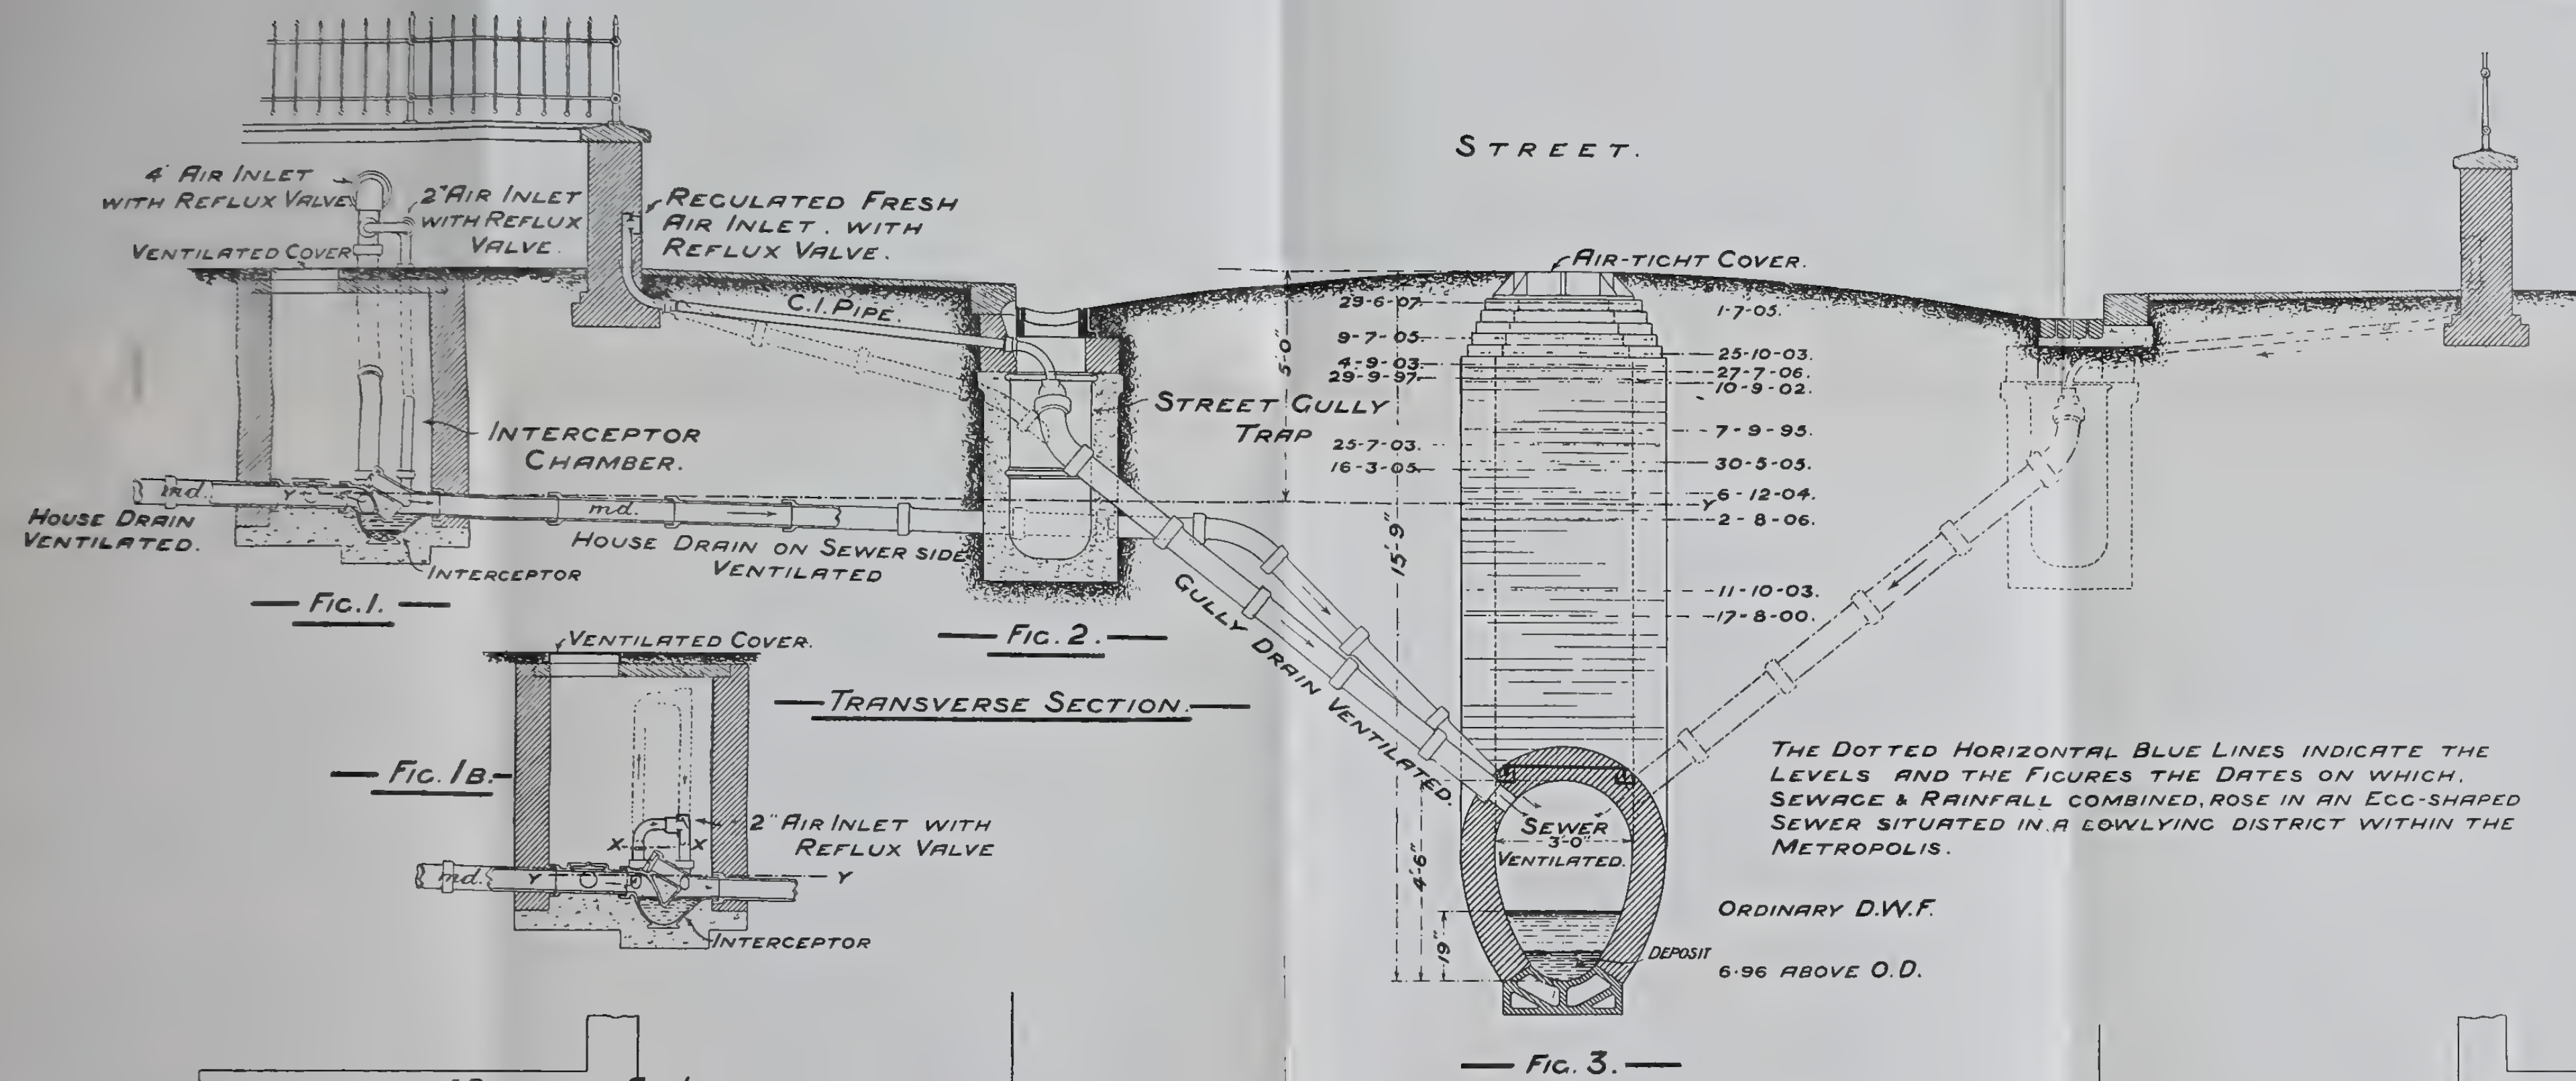 STREET.
4" AIR INLET
WITH REFLUX VALVE
2" AIR INLET
WITH REFLUX
VALVE.
REGULATED FRESH
AIR INLET. WITH
REFLUX VALVE.
VENTILATED COVER
AIR-TIGHT COVER.
C.I. PIPE.
29-6-07
1-7-05.
9-7-05.
25-10-03.
4-9-03.
27-7-06.
29-9-97.
10-9-02.
5'-0"
STREET GULLY
TRAP
7-9-95.
25-7-03.
30-5-05.
16-3-05.
6-12-04.
Y
2-8-06.
15'-9"
11-10-03.
17-8-00.
INTERCEPTOR
CHAMBER.
md.
Y
md.
HOUSE DRAIN
VENTILATED.
HOUSE DRAIN ON SEWER SIDE
VENTILATED
INTERCEPTOR
FIG. 1.
FIG. 2.
GULLY DRAIN VENTILATED.
VENTILATED COVER.
TRANSVERSE SECTION.
FIG. 1B.
2" AIR INLET WITH
REFLUX VALVE
X
X
md.
Y
Y
INTERCEPTOR
THE DOTTED HORIZONTAL BLUE LINES INDICATE THE
LEVELS AND THE FIGURES THE DATES ON WHICH,
SEWAGE & RAINFALL COMBINED, ROSE IN AN EGG-SHAPED
SEWER SITUATED IN A LOWLYING DISTRICT WITHIN THE
METROPOLIS.
SEWER
3'-0"
VENTILATED.
4'-6"
19"
ORDINARY D.W.F.
DEPOSIT
6.96 ABOVE O.D.
FIG. 3.